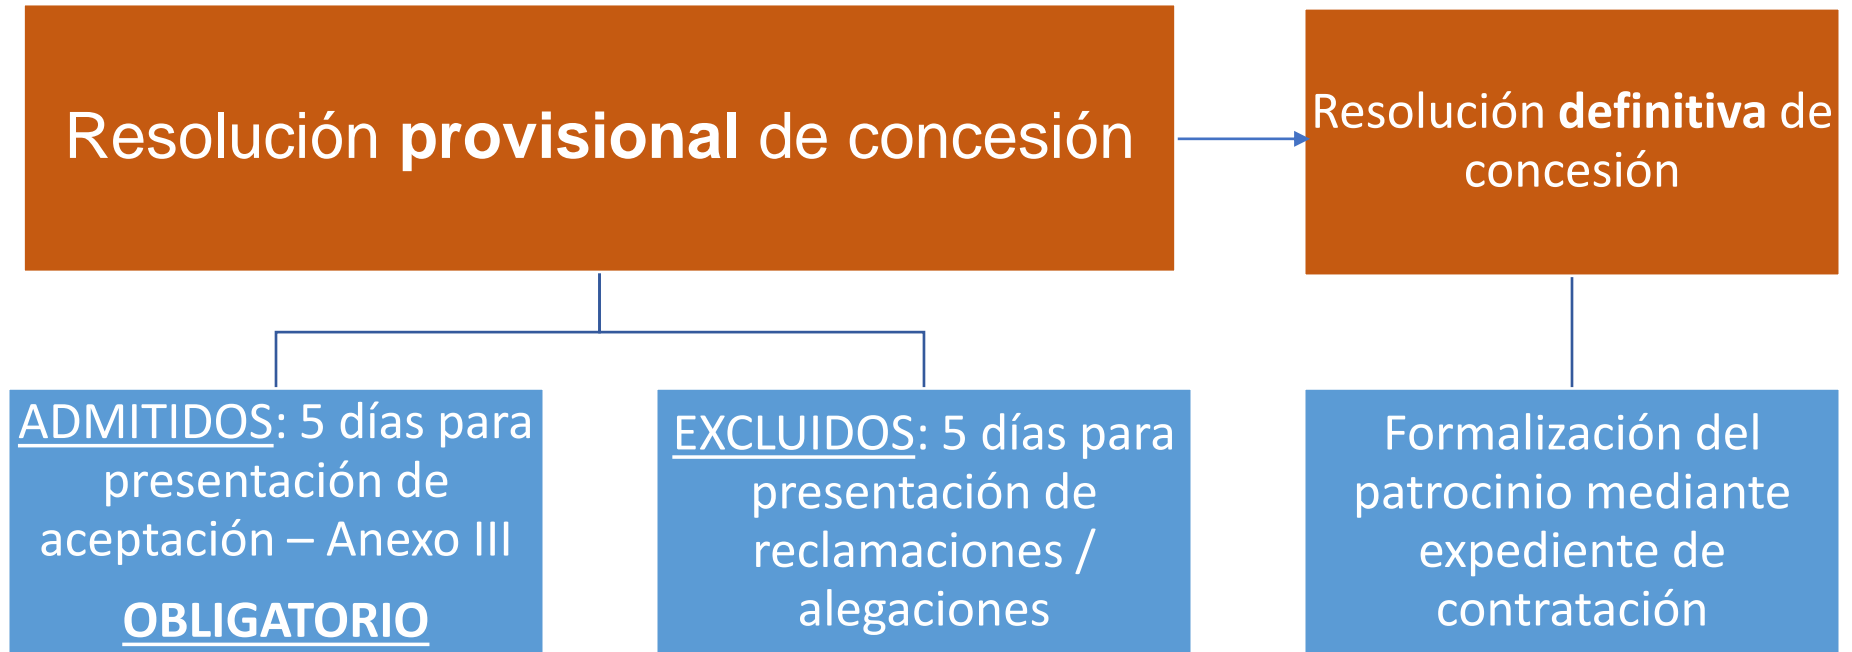 Resolución provisional de concesión
Resolución definitiva de
concesión
ADMITIDOS: 5 días para
presentación de
aceptación – Anexo III
OBLIGATORIO
EXCLUIDOS: 5 días para
presentación de
reclamaciones /
alegaciones
Formalización del
patrocinio mediante
expediente de
contratación